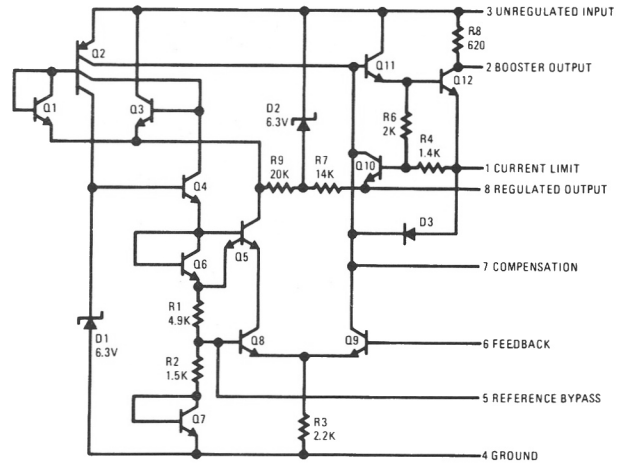 3 UNREGULATED INPUT
Q2
Q11
R8
620
Q12
2 BOOSTER OUTPUT
Q1
Q3
D2
6.3V
R6
2K
R4
1.4K
Q10
1 CURRENT LIMIT
R9
20K
R7
14K
8 REGULATED OUTPUT
Q4
D3
Q6
Q5
7 COMPENSATION
R1
4.9K
D1
6.3V
Q8
Q9
6 FEEDBACK
R2
1.5K
5 REFERENCE BYPASS
Q7
R3
2.2K
4 GROUND